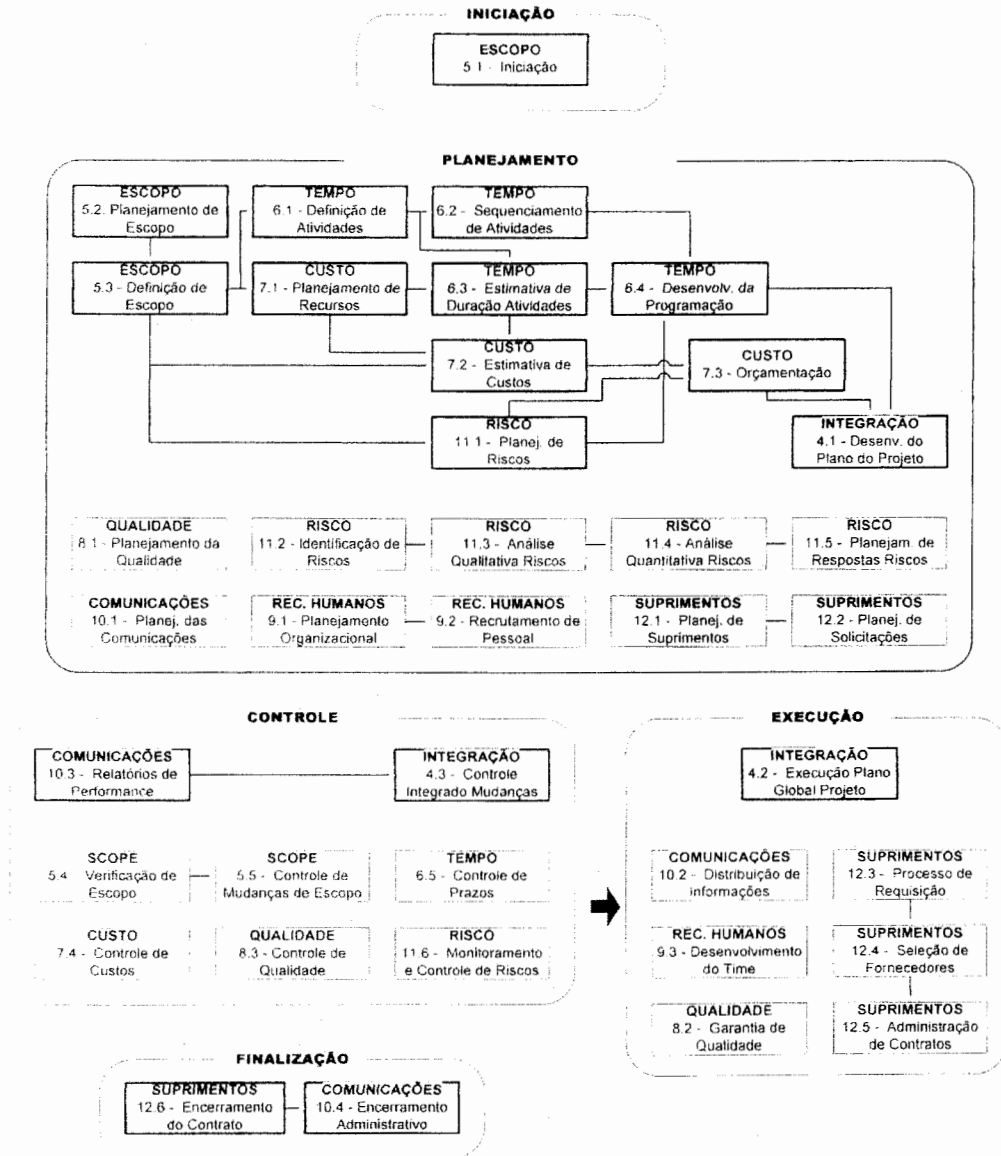 INICIAÇÃO
ESCOPO
5.1 - Iniciação
PLANEJAMENTO
ESCOPO
5.2. Planejamento de
Escopo
TEMPO
6.1 - Definição de
Atividades
TEMPO
6.2 - Sequenciamento
de Atividades
ESCOPO
5.3 - Definição de
Escopo
CUSTO
7.1 - Planejamento de
Recursos
TEMPO
6.3 - Estimativa de
Duração Atividades
TEMPO
6.4 - Desenvolv. da
Programação
CUSTO
7.2 - Estimativa de
Custos
CUSTO
7.3 - Orçamentação
RISCO
11.1 - Planej. de
Riscos
INTEGRAÇÃO
4.1 - Desenv. do
Plano do Projeto
QUALIDADE
8.1 - Planejamento da
Qualidade
RISCO
11.2 - Identificação de
Riscos
RISCO
11.3 - Análise
Qualitativa Riscos
RISCO
11.4 - Análise
Quantitativa Riscos
RISCO
11.5 - Planejam. de
Respostas Riscos
COMUNICAÇÕES
10.1 - Planej. das
Comunicações
REC. HUMANOS
9.1 - Planejamento
Organizacional
REC. HUMANOS
9.2 - Recrutamento de
Pessoal
SUPRIMENTOS
12.1 - Planej. de
Suprimentos
SUPRIMENTOS
12.2 - Planej. de
Solicitações
CONTROLE
COMUNICAÇÕES
10.3 - Relatórios de
Performance
INTEGRAÇÃO
4.3 - Controle
Integrado Mudanças
SCOPE
5.4 Verificação de
Escopo
SCOPE
5.5 - Controle de
Mudanças de Escopo
TEMPO
6.5 - Controle de
Prazos
CUSTO
7.4 - Controle de
Custos
QUALIDADE
8.3 - Controle de
Qualidade
RISCO
11.6 - Monitoramento
e Controle de Riscos
EXECUÇÃO
INTEGRAÇÃO
4.2 - Execução Plano
Global Projeto
COMUNICAÇÕES
10.2 - Distribuição de
informações
SUPRIMENTOS
12.3 - Processo de
Requisição
REC. HUMANOS
9.3 - Desenvolvimento
do Time
SUPRIMENTOS
12.4 - Seleção de
Fornecedores
QUALIDADE
8.2 - Garantia de
Qualidade
SUPRIMENTOS
12.5 - Administração
de Contratos
FINALIZAÇÃO
SUPRIMENTOS
12.6 - Encerramento
do Contrato
COMUNICAÇÕES
10.4 - Encerramento
Administrativo